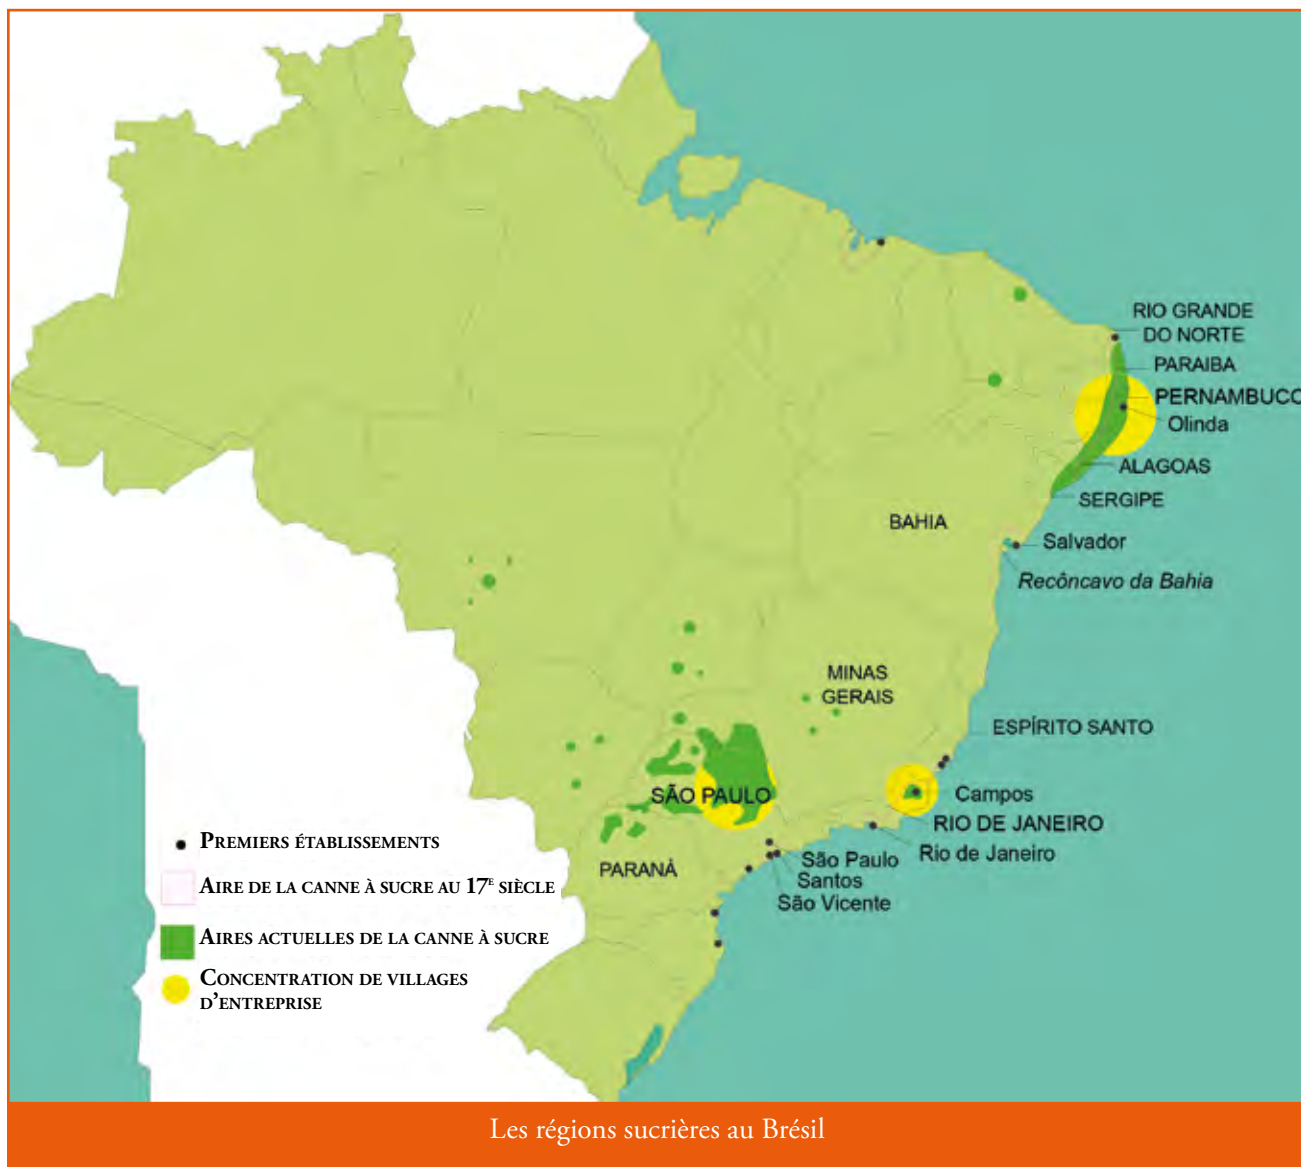 RIO GRANDE
DO NORTE
PARAIBA
PERNAMBUCO
Olinda
ALAGOAS
SERGIPE
BAHIA
Salvador
Recôncavo da Bahia
MINAS
GERAIS
ESPÍRITO SANTO
SÃO PAULO
Campos
RIO DE JANEIRO
Rio de Janeiro
São Paulo
Santos
São Vicente
PARANÁ
PREMIERS ÉTABLISSEMENTS
AIRE DE LA CANNE À SUCRE AU 17E SIÈCLE
AIRES ACTUELLES DE LA CANNE À SUCRE
CONCENTRATION DE VILLAGES
D'ENTREPRISE
Les régions sucrières au Brésil